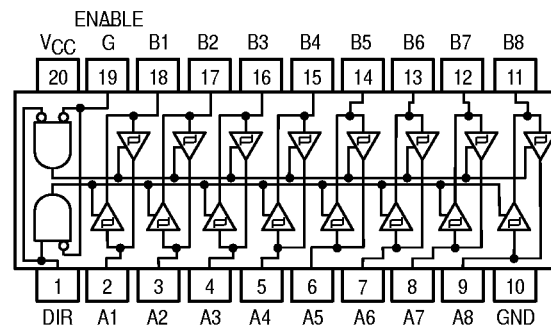 ENABLE
VCC G B1 B2 B3 B4 B5 B6 B7 B8
20 19 18 17 16 15 14 13 12 11
1 2 3 4 5 6 7 8 9 10
DIR A1 A2 A3 A4 A5 A6 A7 A8 GND